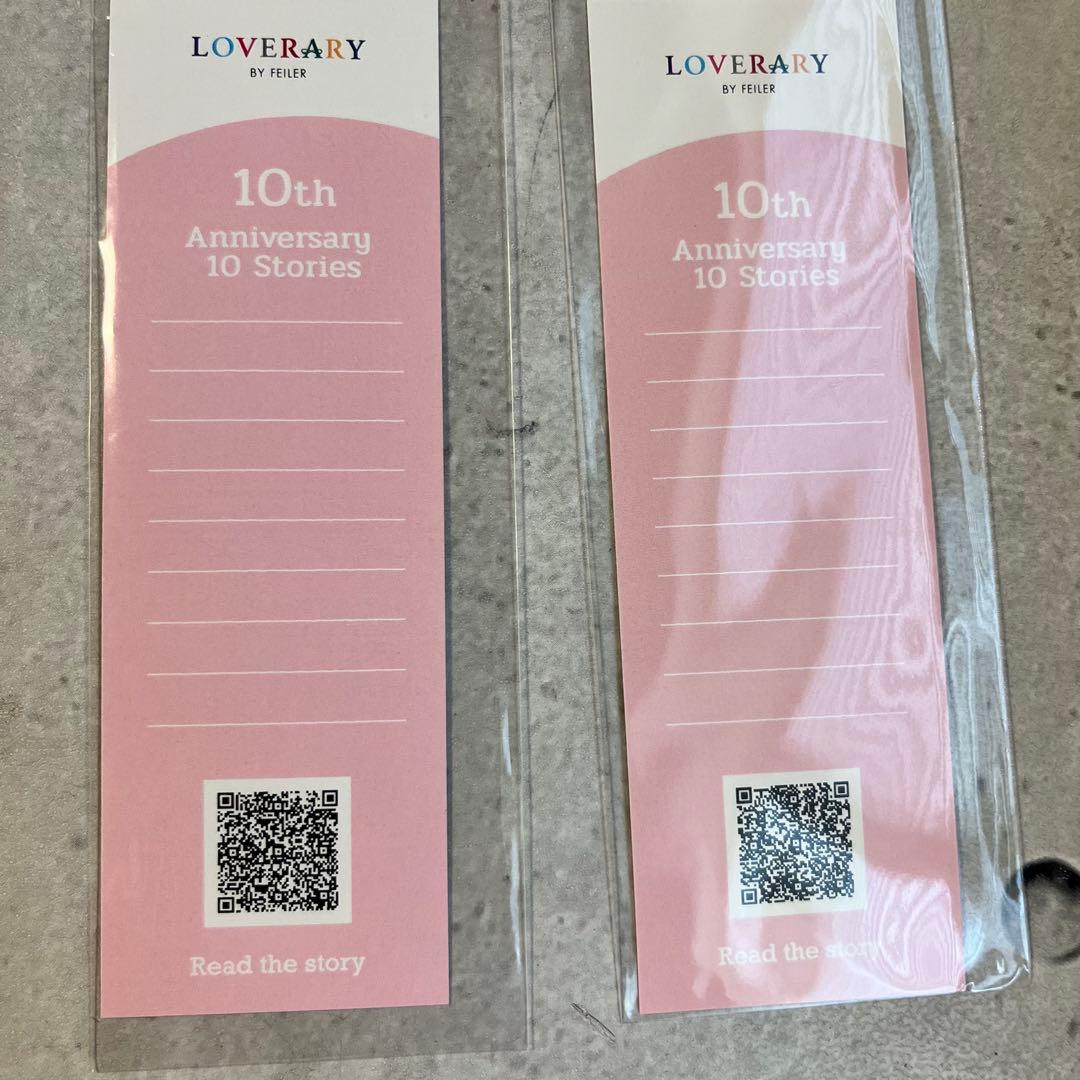 LOVERARY
BY FEILER
10th
Anniversary
10 Stories
Read the story
LOVERARY
BY FEILER
10th
Anniversary
10 Stories
Read the story